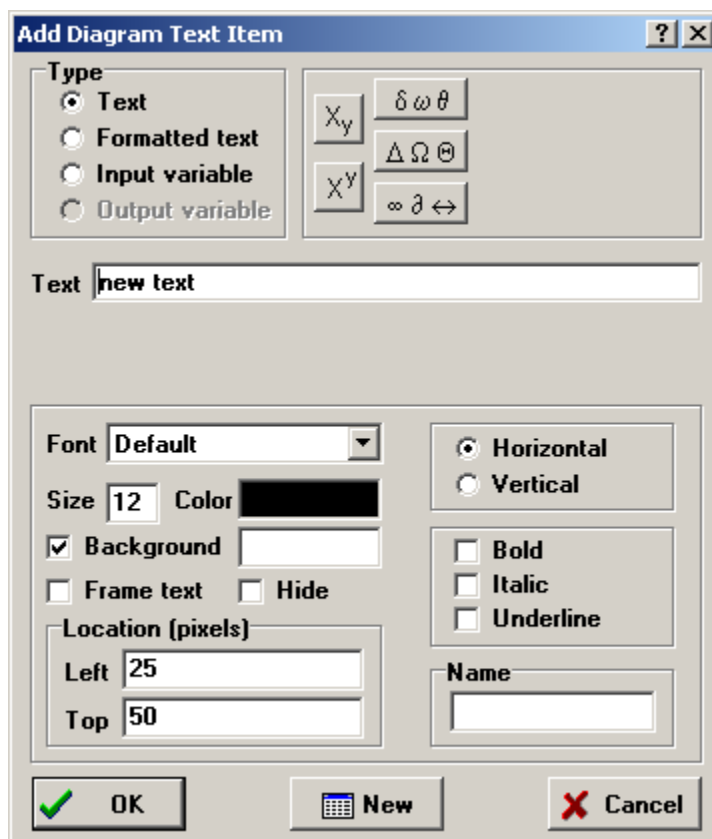 Add Diagram Text Item
?
Type
Text
Formatted text
Input variable
Output variable
Xy
Xy
δ ω θ
Δ Ω Θ
∞ ∂ ↔
Text new text
Font Default
Size 12 Color
Background
Frame text Hide
Location (pixels)
Left 25
Top 50
Horizontal
Vertical
Bold
Italic
Underline
Name
OK New Cancel